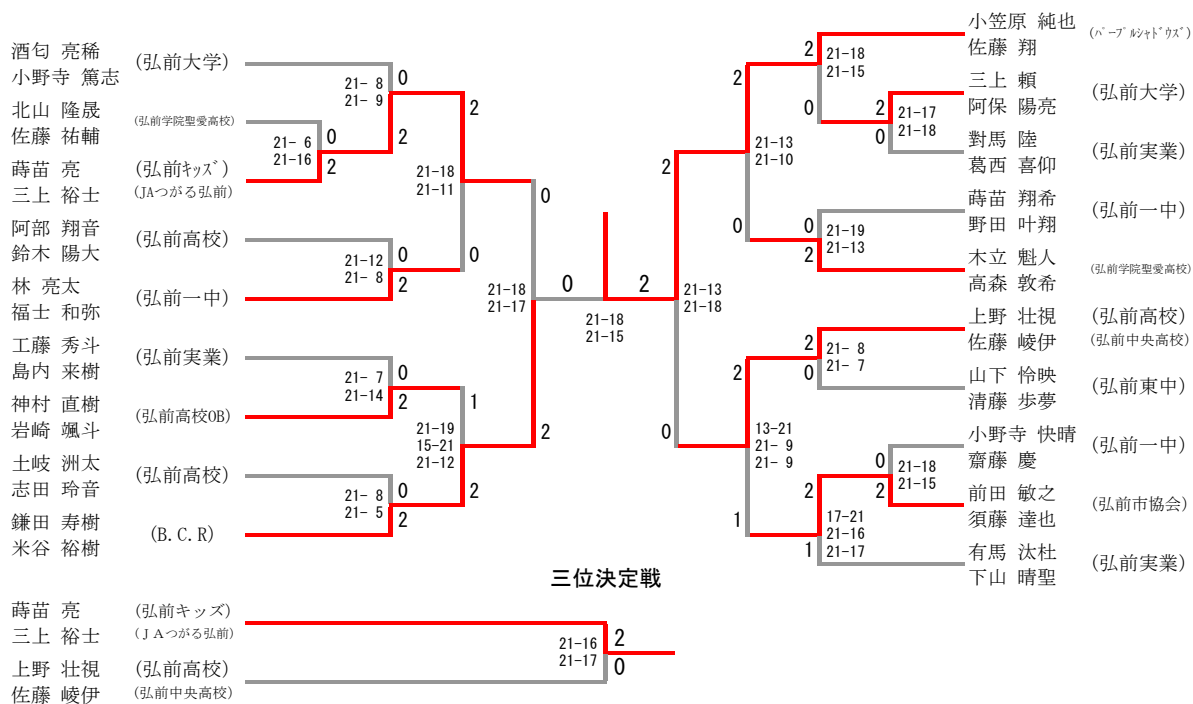 酒匂 亮稀
小野寺 篤志
(弘前大学)
北山 隆晟
佐藤 祐輔
(弘前学院聖愛高校)
蒔苗 亮
三上 裕士
(弘前ｷｯｽﾞ)
(JAつがる弘前)
阿部 翔音
鈴木 陽大
(弘前高校)
林 亮太
福士 和弥
(弘前一中)
工藤 秀斗
島内 来樹
(弘前実業)
神村 直樹
岩崎 颯斗
(弘前高校OB)
土岐 洲太
志田 玲音
(弘前高校)
鎌田 寿樹
米谷 裕樹
(B.C.R)
21- 8
21- 9
0
2
21- 6
21-16
0
2
21-12
21- 8
0
2
21- 7
21-14
0
2
21- 8
21- 5
0
2
2
21-18
21-11
0
1
21-19
15-21
21-12
2
0
21-18
21-17
2
0
2
21-18
21-15
小笠原 純也
佐藤 翔
(ﾊﾟｰﾌﾟﾙｼｬﾄﾞｳｽﾞ)
三上 頼
阿保 陽亮
(弘前大学)
對馬 陸
葛西 喜仰
(弘前実業)
蒔苗 翔希
野田 叶翔
(弘前一中)
木立 魁人
高森 敦希
(弘前学院聖愛高校)
上野 壮視
佐藤 崚伊
(弘前高校)
(弘前中央高校)
山下 怜映
清藤 歩夢
(弘前東中)
小野寺 快晴
齋藤 慶
(弘前一中)
前田 敏之
須藤 達也
(弘前市協会)
有馬 汰杜
下山 晴聖
(弘前実業)
2
21-18
21-15
0
2
21-17
21-18
0
0
21-19
21-13
2
2
21- 8
21- 7
0
0
21-18
21-15
2
2
17-21
21-16
21-17
1
2
21-13
21-10
0
2
13-21
21- 9
21- 9
1
2
21-13
21-18
0
三位決定戦
蒔苗 亮
三上 裕士
(弘前キッズ)
(ＪＡつがる弘前)
上野 壮視
佐藤 崚伊
(弘前高校)
(弘前中央高校)
21-16
21-17
2
0